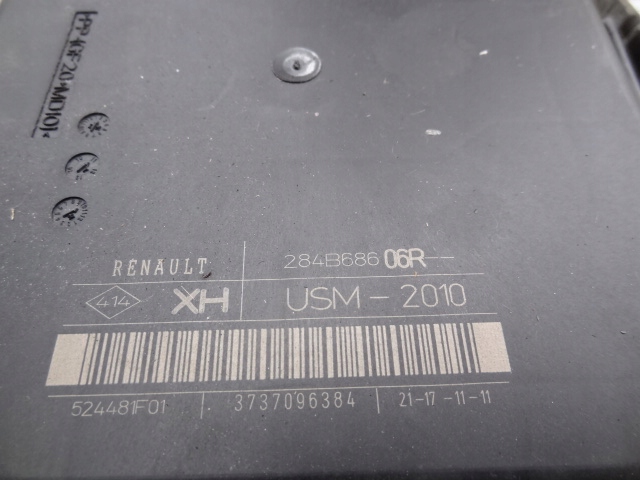 RENAULT 284B686 06R
414 XH USM-2010
524481F01 3737096384 21-17-11-11